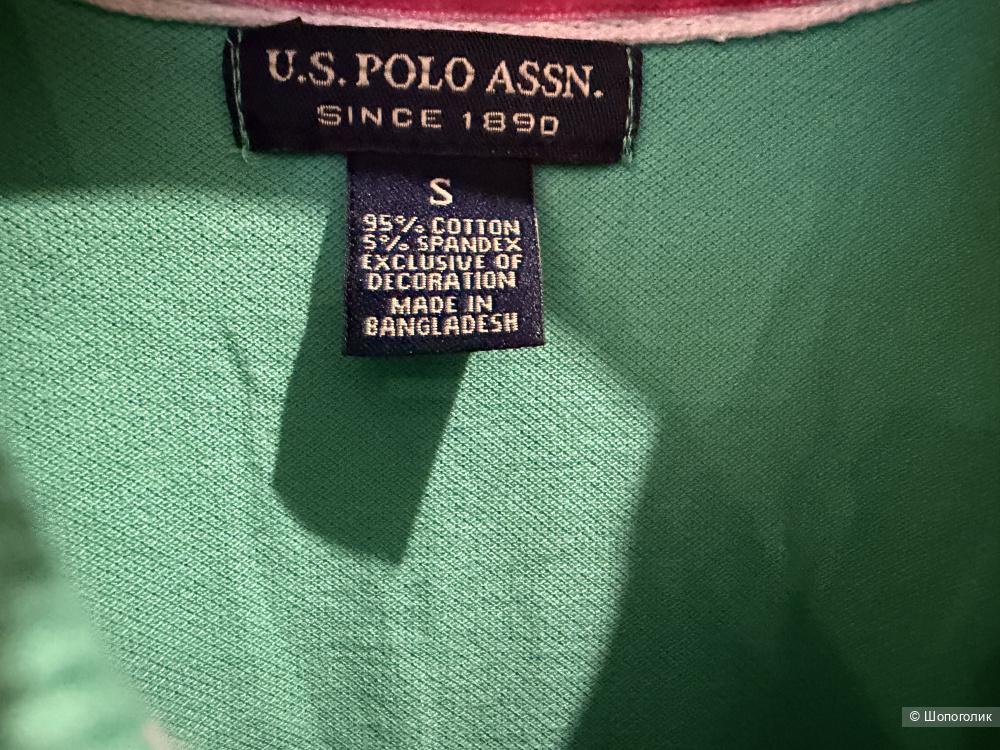 U.S. POLO ASSN.
SINCE 1890
S
95% COTTON
5% SPANDEX
EXCLUSIVE OF
DECORATION
MADE IN
BANGLADESH
© Шопоголик